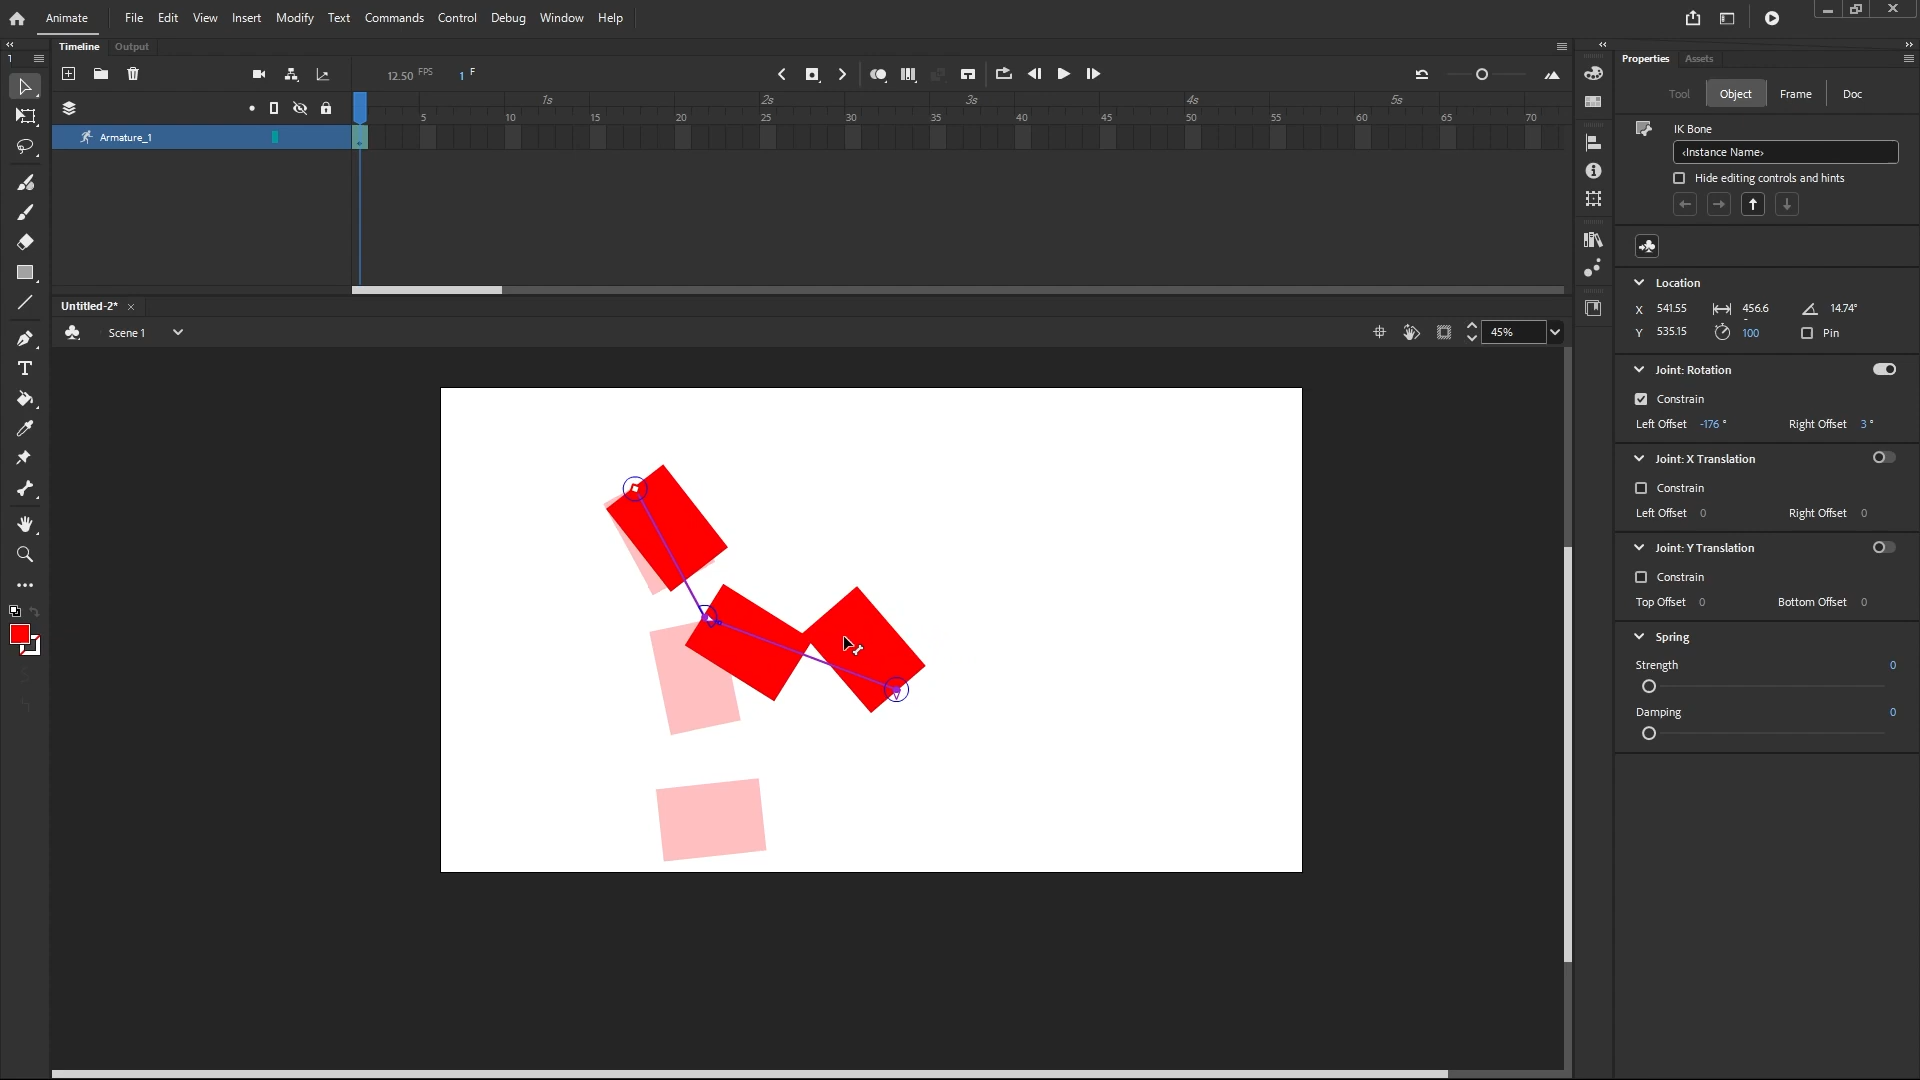 Animate File Edit View Insert Modify Text Commands Control Debug Window Help
Timeline Output
12.50 FPS 1 F
1s 2s 3s 4s 5s
5 10 15 20 25 30 35 40 45 50 55 60 65 70
Armature_1
Untitled-2*
Scene 1
45%
Properties Assets
Tool Object Frame Doc
IK Bone
<Instance Name>
Hide editing controls and hints
Location
X 541.55 456.6 14.74°
Y 535.15 100 Pin
Joint: Rotation
Constrain
Left Offset -176 ° Right Offset 3 °
Joint: X Translation
Constrain
Left Offset 0 Right Offset 0
Joint: Y Translation
Constrain
Top Offset 0 Bottom Offset 0
Spring
Strength 0
Damping 0